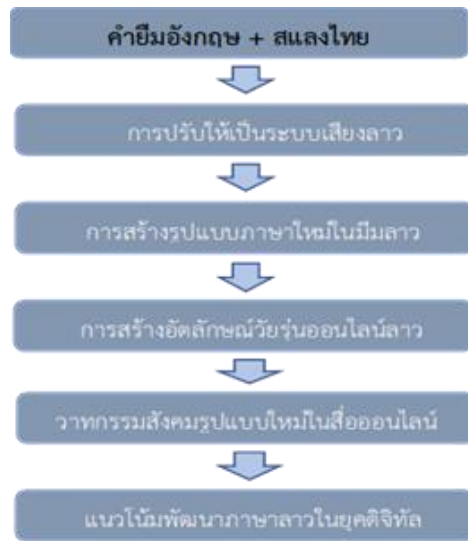 คำยืมอังกฤษ + สแลงไทย
การปรับให้เป็นระบบเสียงลาว
การสร้างรูปแบบภาษาใหม่ในมีมลาว
การสร้างอัตลักษณ์วัยรุ่นออนไลน์ลาว
วาทกรรมสังคมรูปแบบใหม่ในสื่อออนไลน์
แนวโน้มพัฒนาภาษาลาวในยุคดิจิทัล